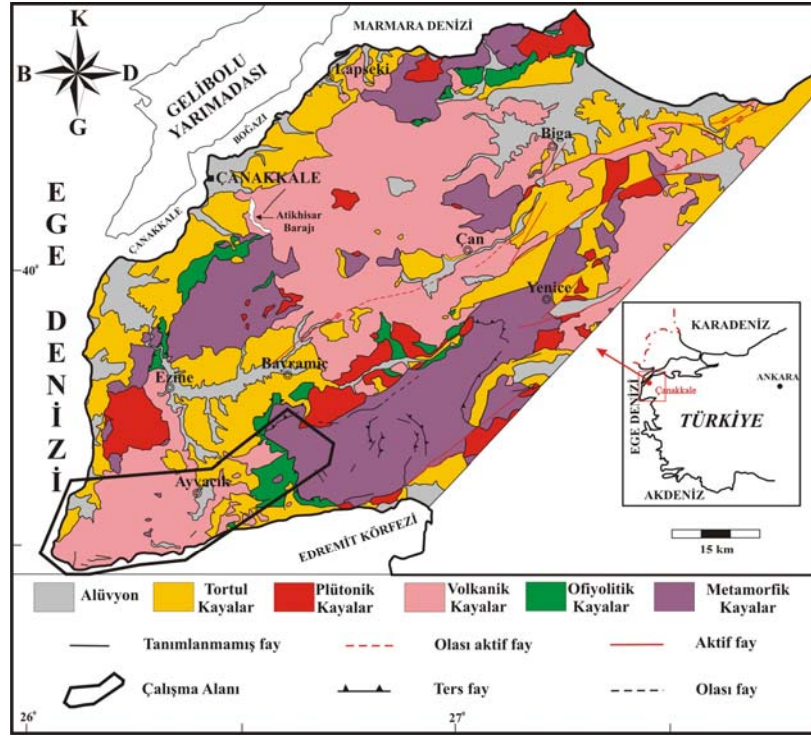 K
B
D
G
MARMARA DENİZİ
GELİBOLU
YARIMADASI
ÇANAKKALE
BOĞAZI
Lapseki
Biga
ÇANAKKALE
Atikhisar
Barajı
Çan
Yenice
EGE DENİZİ
40°
Bayramiç
Ezine
Ayvacık
EDREMİT KÖRFEZİ
KARADENİZ
ANKARA
Çanakkale
EGE DENİZİ
TÜRKİYE
AKDENİZ
15 km
Alüvyon
Tortul
Kayalar
Plütonik
Kayalar
Volkanik
Kayalar
Ofiyolitik
Kayalar
Metamorfik
Kayalar
Tanımlanmamış fay
Olası aktif fay
Aktif fay
Çalışma Alanı
Ters fay
Olası fay
26°
27°